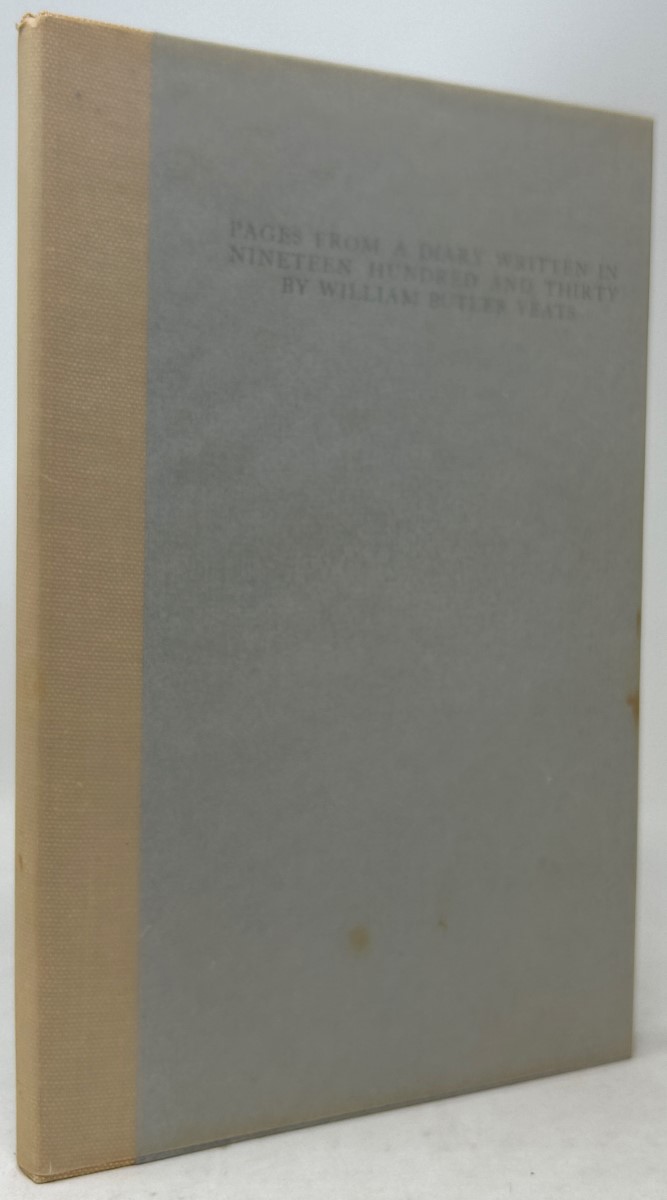 PAGES FROM A DIARY WRITTEN IN
NINETEEN HUNDRED AND THIRTY
BY WILLIAM BUTLER YEATS